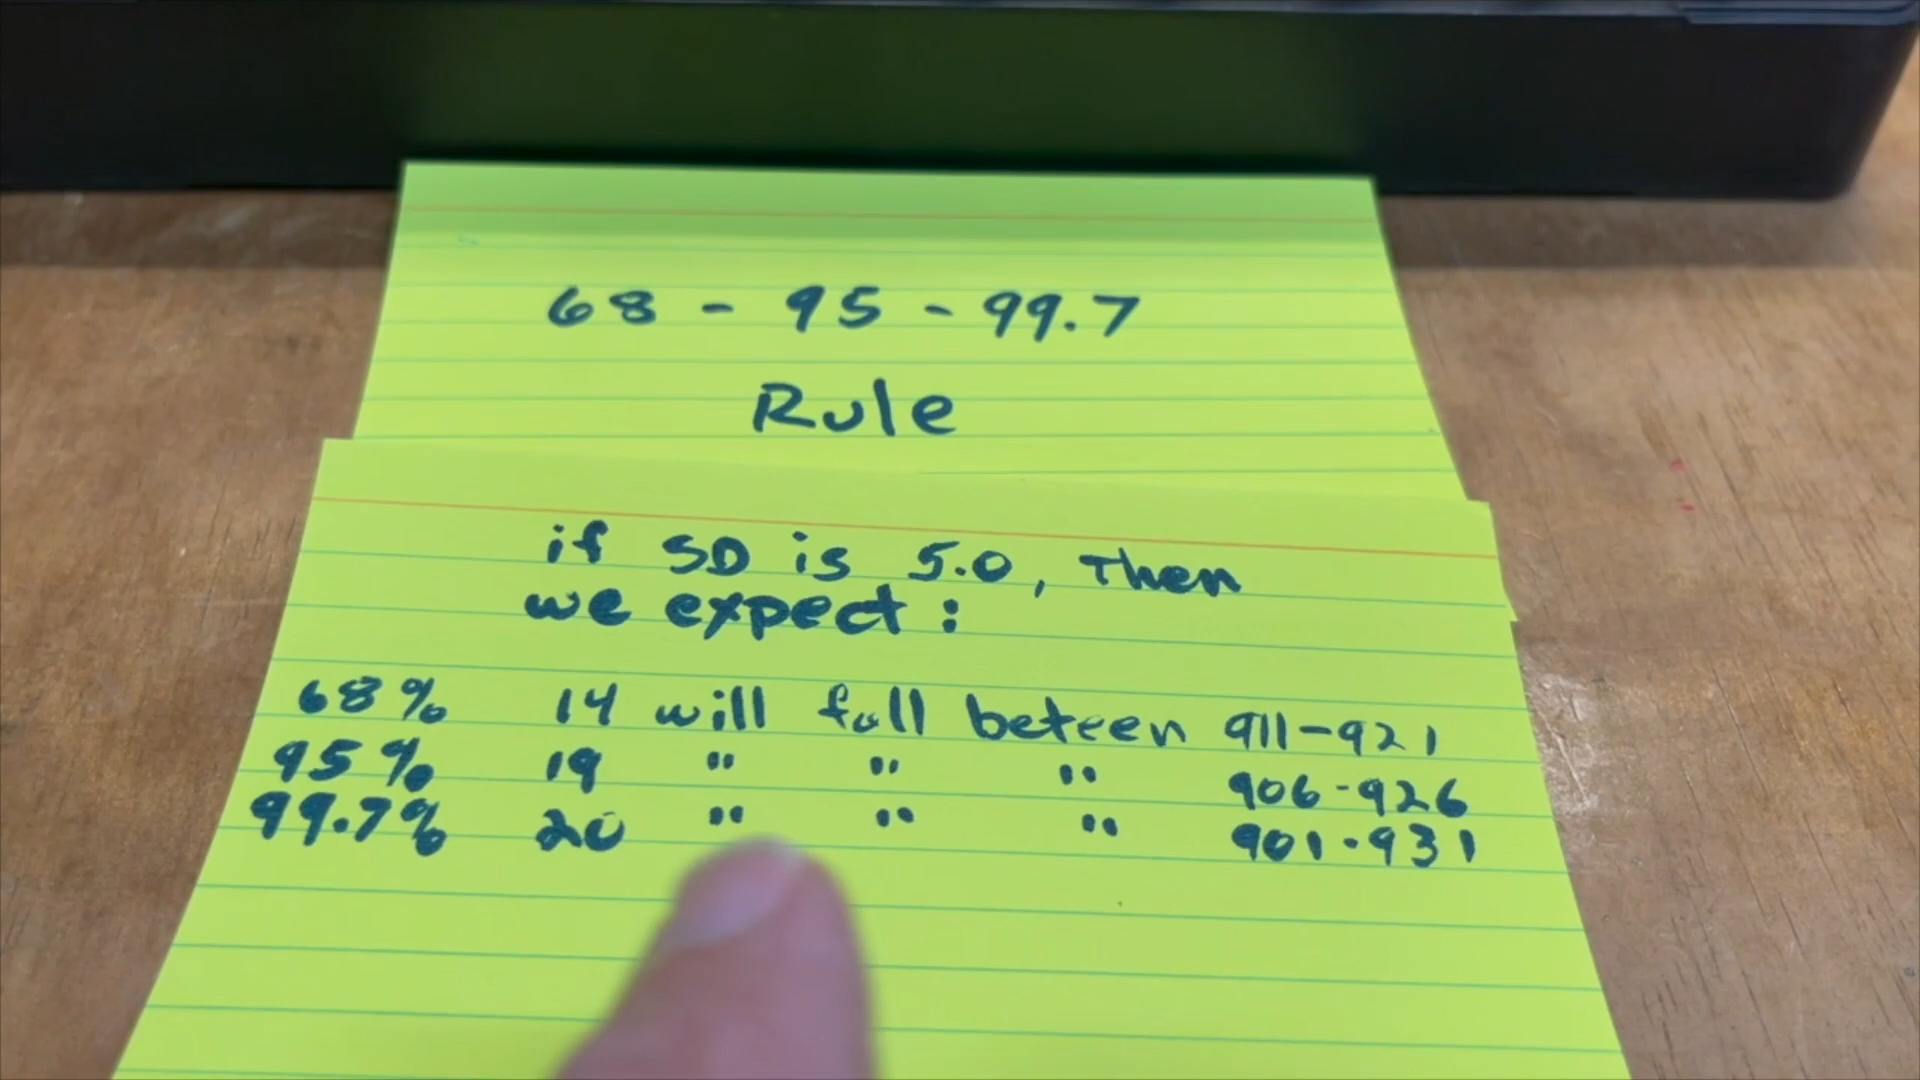 68 - 95 - 99.7
Rule
if SD is 5.0, Then
we expect :
68% 14 will fall beteen 911-921
95% 19 " " " 906-926
99.7% 20 " " " 901-931